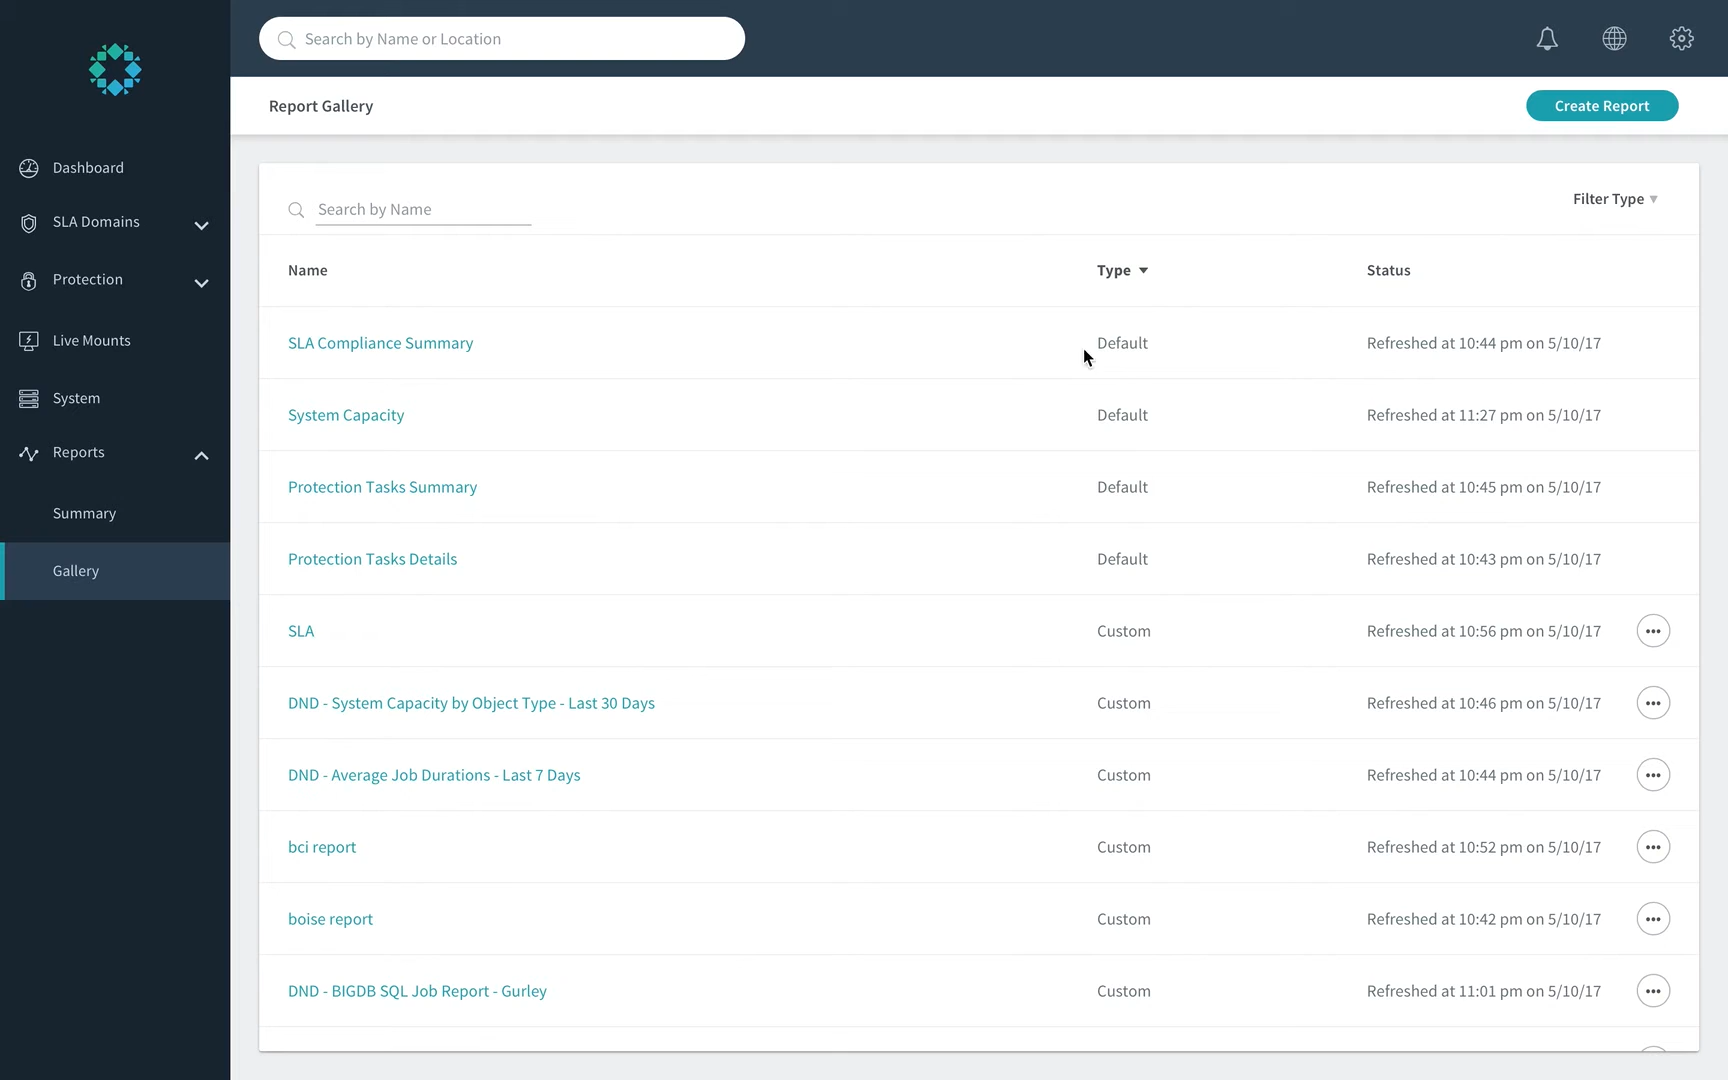 Search by Name or Location
Report Gallery
Create Report
Dashboard
SLA Domains
Protection
Live Mounts
System
Reports
Summary
Gallery
Search by Name
Filter Type
Name Type Status
SLA Compliance Summary Default Refreshed at 10:44 pm on 5/10/17
System Capacity Default Refreshed at 11:27 pm on 5/10/17
Protection Tasks Summary Default Refreshed at 10:45 pm on 5/10/17
Protection Tasks Details Default Refreshed at 10:43 pm on 5/10/17
SLA Custom Refreshed at 10:56 pm on 5/10/17
DND - System Capacity by Object Type - Last 30 Days Custom Refreshed at 10:46 pm on 5/10/17
DND - Average Job Durations - Last 7 Days Custom Refreshed at 10:44 pm on 5/10/17
bci report Custom Refreshed at 10:52 pm on 5/10/17
boise report Custom Refreshed at 10:42 pm on 5/10/17
DND - BIGDB SQL Job Report - Gurley Custom Refreshed at 11:01 pm on 5/10/17